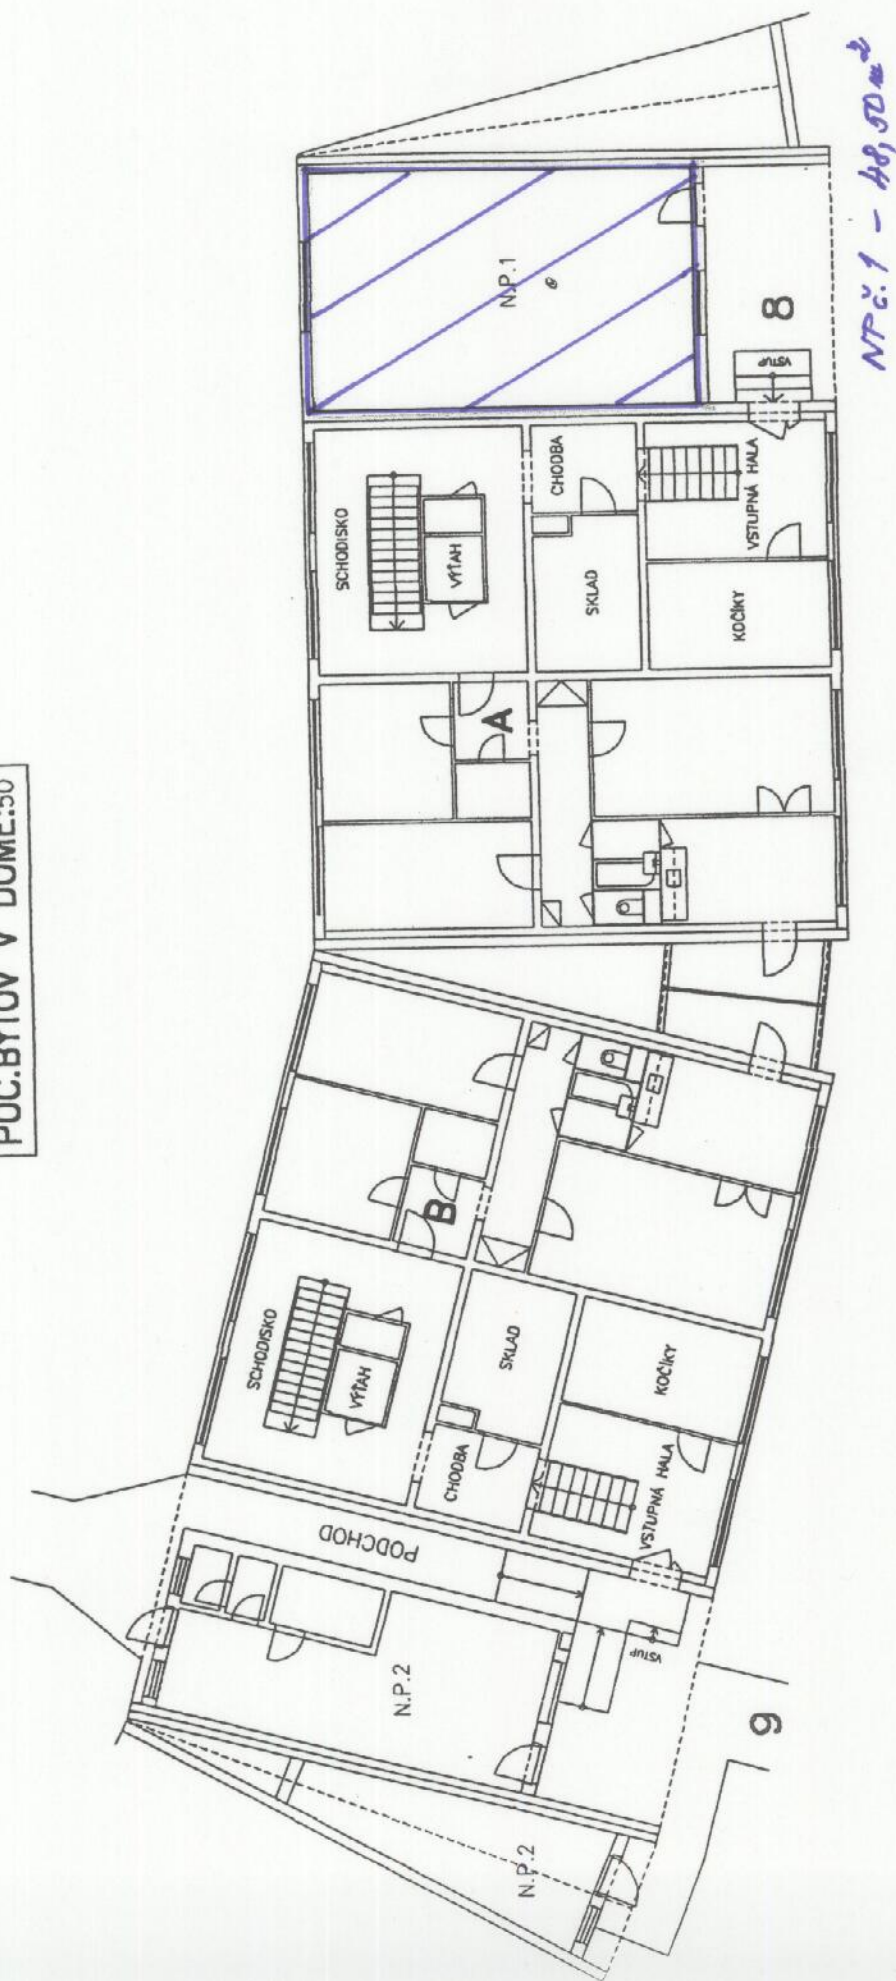 POČ.BYTOV V DOME:50
N.P.2
N.P.2
PODCHOD
9
VSTUP
SCHODISKO
VÝŤAH
CHODBA
SKLAD
VSTUPNÁ HALA
KOČÍKY
B
A
SCHODISKO
VÝŤAH
CHODBA
SKLAD
KOČÍKY
VSTUPNÁ HALA
N.P.1
8
VSTUP
NP č. 1 - 48,50 m²